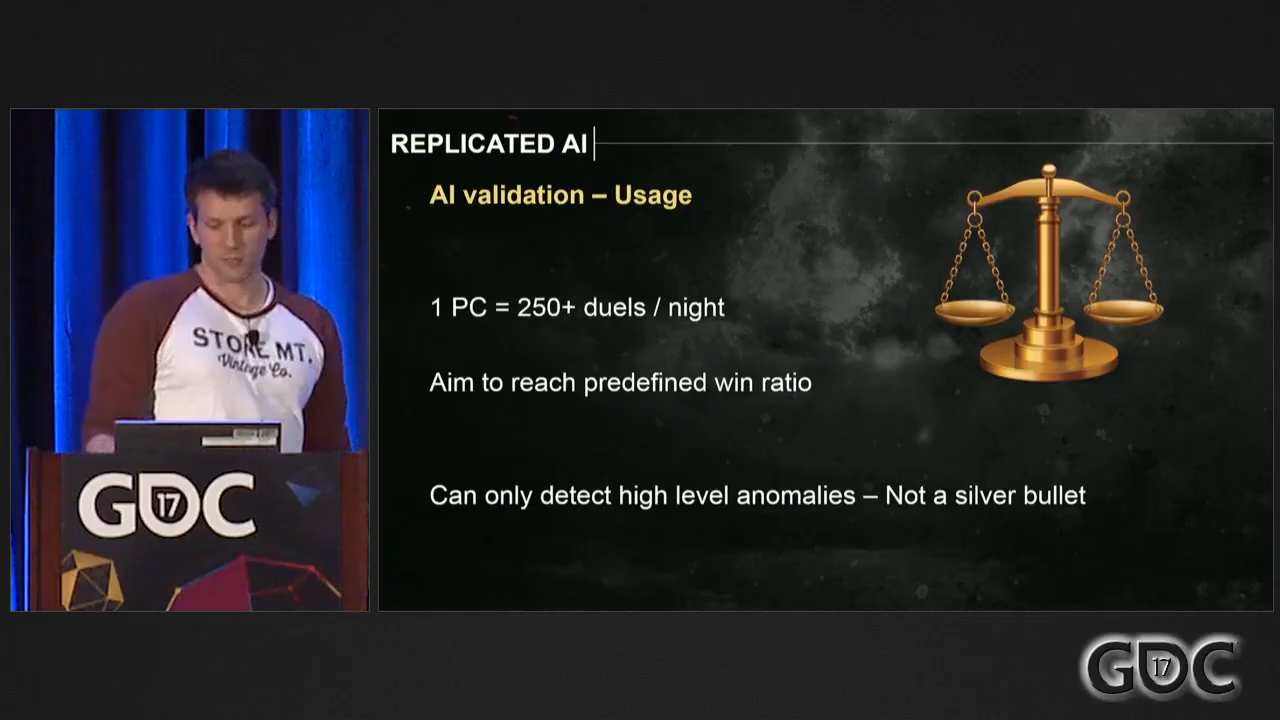 REPLICATED AI
AI validation – Usage
1 PC = 250+ duels / night
Aim to reach predefined win ratio
Can only detect high level anomalies – Not a silver bullet
STONE MT.
Vintage Co.
GDC
17
GDC
17